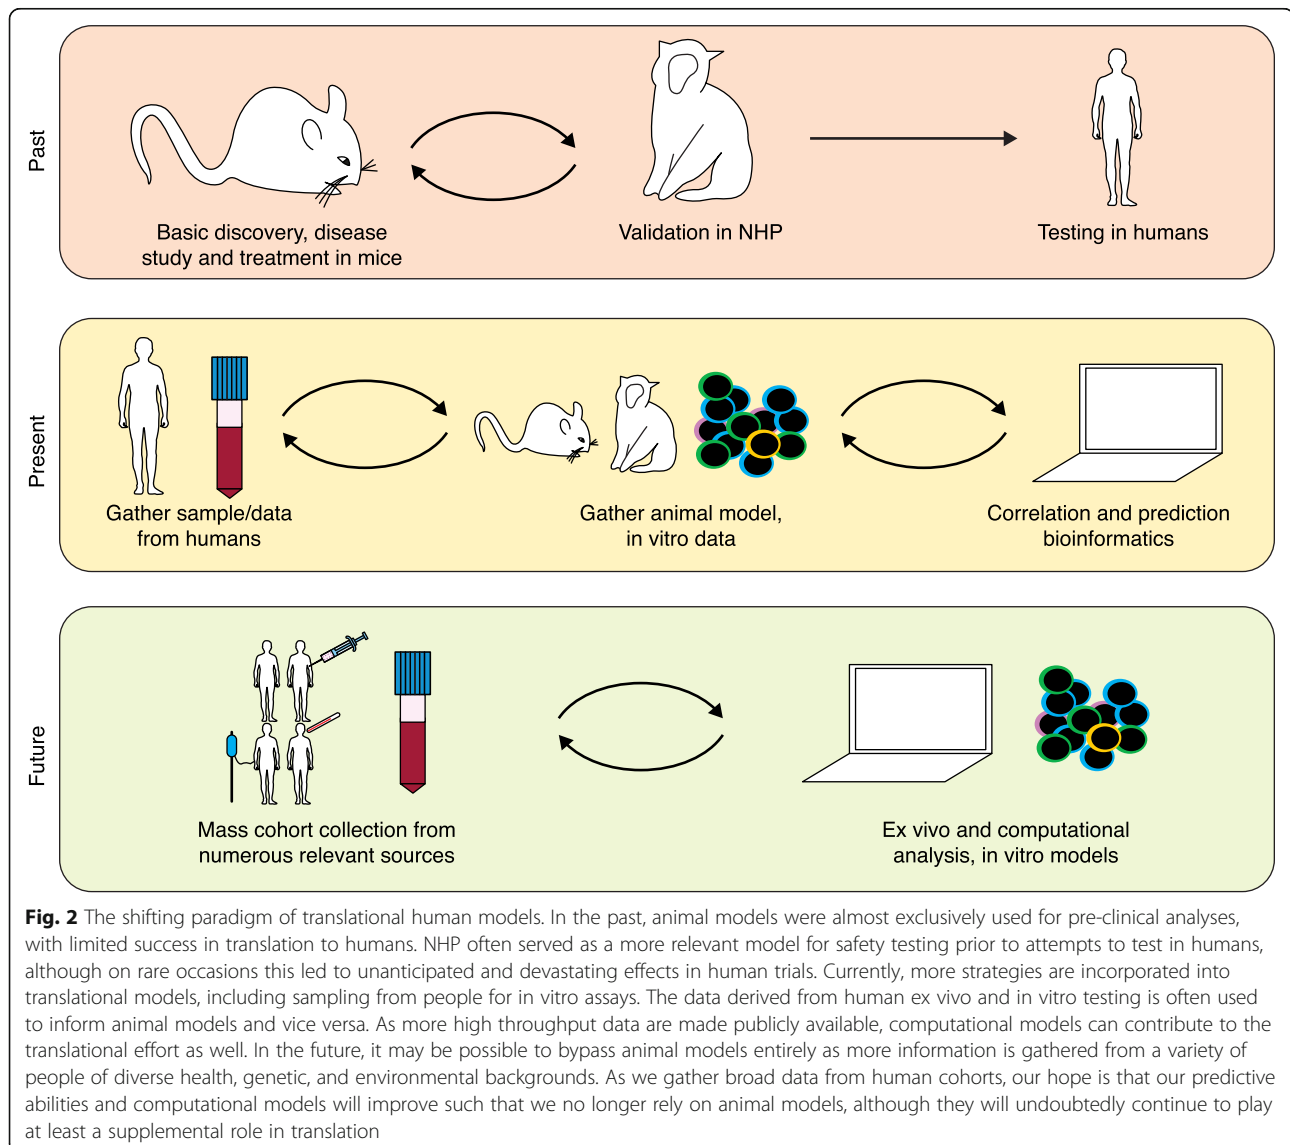 Past
Basic discovery, disease
study and treatment in mice
Validation in NHP
Testing in humans
Present
Gather sample/data
from humans
Gather animal model,
in vitro data
Correlation and prediction
bioinformatics
Future
Mass cohort collection from
numerous relevant sources
Ex vivo and computational
analysis, in vitro models
Fig. 2 The shifting paradigm of translational human models. In the past, animal models were almost exclusively used for pre-clinical analyses,
with limited success in translation to humans. NHP often served as a more relevant model for safety testing prior to attempts to test in humans,
although on rare occasions this led to unanticipated and devastating effects in human trials. Currently, more strategies are incorporated into
translational models, including sampling from people for in vitro assays. The data derived from human ex vivo and in vitro testing is often used
to inform animal models and vice versa. As more high throughput data are made publicly available, computational models can contribute to the
translational effort as well. In the future, it may be possible to bypass animal models entirely as more information is gathered from a variety of
people of diverse health, genetic, and environmental backgrounds. As we gather broad data from human cohorts, our hope is that our predictive
abilities and computational models will improve such that we no longer rely on animal models, although they will undoubtedly continue to play
at least a supplemental role in translation